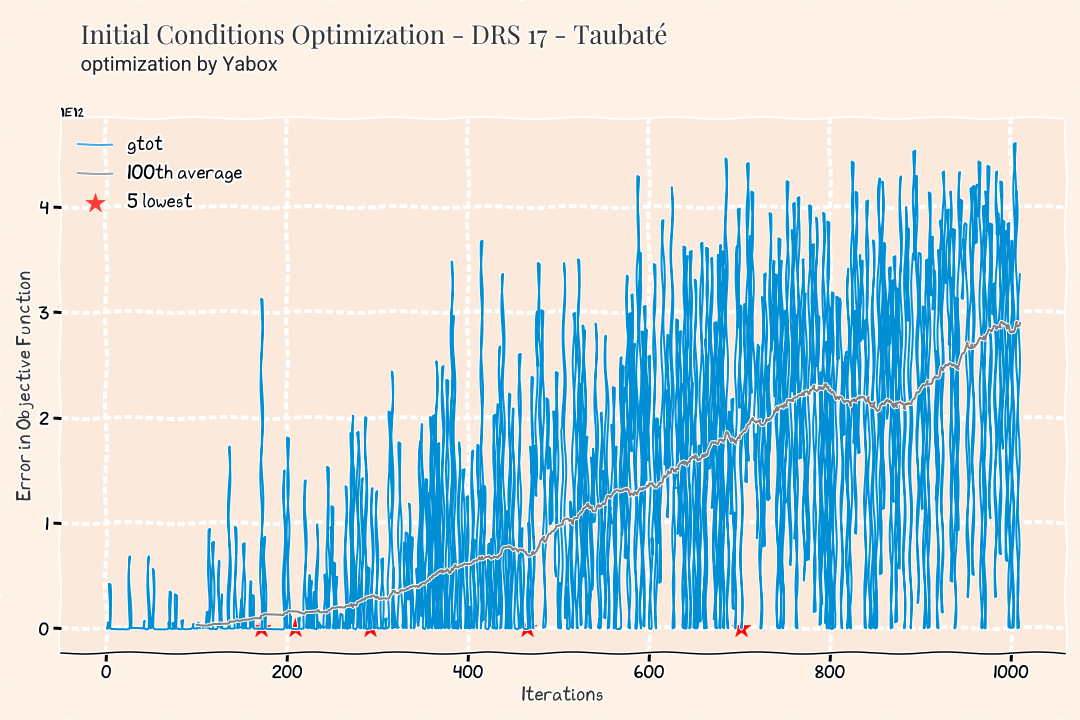 Initial Conditions Optimization - DRS 17 - Taubaté
optimization by Yabox
1E12
gtot
100th average
5 lowest
4
3
2
1
0
Error in Objective Function
0 200 400 600 800 1000
Iterations